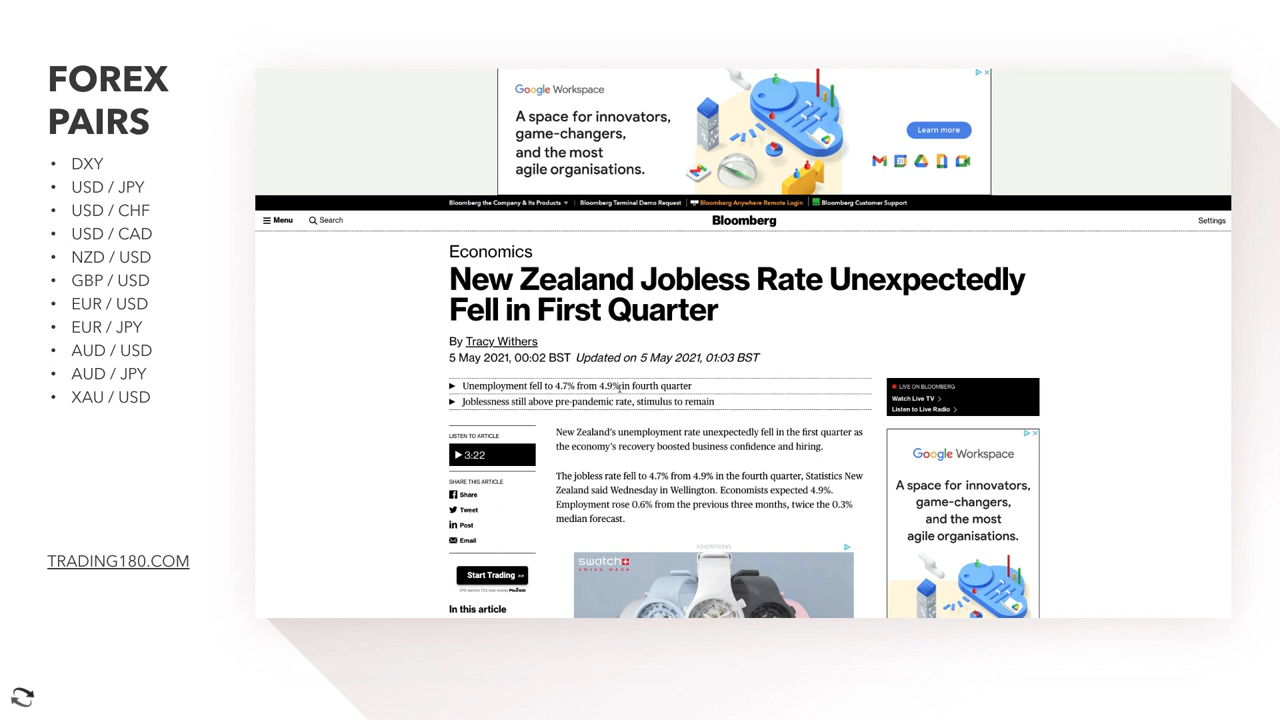 FOREX
PAIRS
• DXY
• USD / JPY
• USD / CHF
• USD / CAD
• NZD / USD
• GBP / USD
• EUR / USD
• EUR / JPY
• AUD / USD
• AUD / JPY
• XAU / USD
TRADING180.COM
Google Workspace
A space for innovators,
game-changers,
and the most
agile organisations.
Learn more
Bloomberg the Company & Its Products
Bloomberg Terminal Demo Request
Bloomberg Anywhere Remote Login
Bloomberg Customer Support
Menu
Search
Bloomberg
Settings
Economics
New Zealand Jobless Rate Unexpectedly
Fell in First Quarter
By Tracy Withers
5 May 2021, 00:02 BST Updated on 5 May 2021, 01:03 BST
Unemployment fell to 4.7% from 4.9% in fourth quarter
Joblessness still above pre-pandemic rate, stimulus to remain
LIVE ON BLOOMBERG
Watch Live TV
Listen to Live Radio
LISTEN TO ARTICLE
3:22
SHARE THIS ARTICLE
Share
Tweet
Post
Email
Start Trading >>
In this article
New Zealand's unemployment rate unexpectedly fell in the first quarter as
the economy's recovery boosted business confidence and hiring.
The jobless rate fell to 4.7% from 4.9% in the fourth quarter, Statistics New
Zealand said Wednesday in Wellington. Economists expected 4.9%.
Employment rose 0.6% from the previous three months, twice the 0.3%
median forecast.
ADVERTISING
swatch
SWISS MADE
Google Workspace
A space for innovators,
game-changers,
and the most
agile organisations.